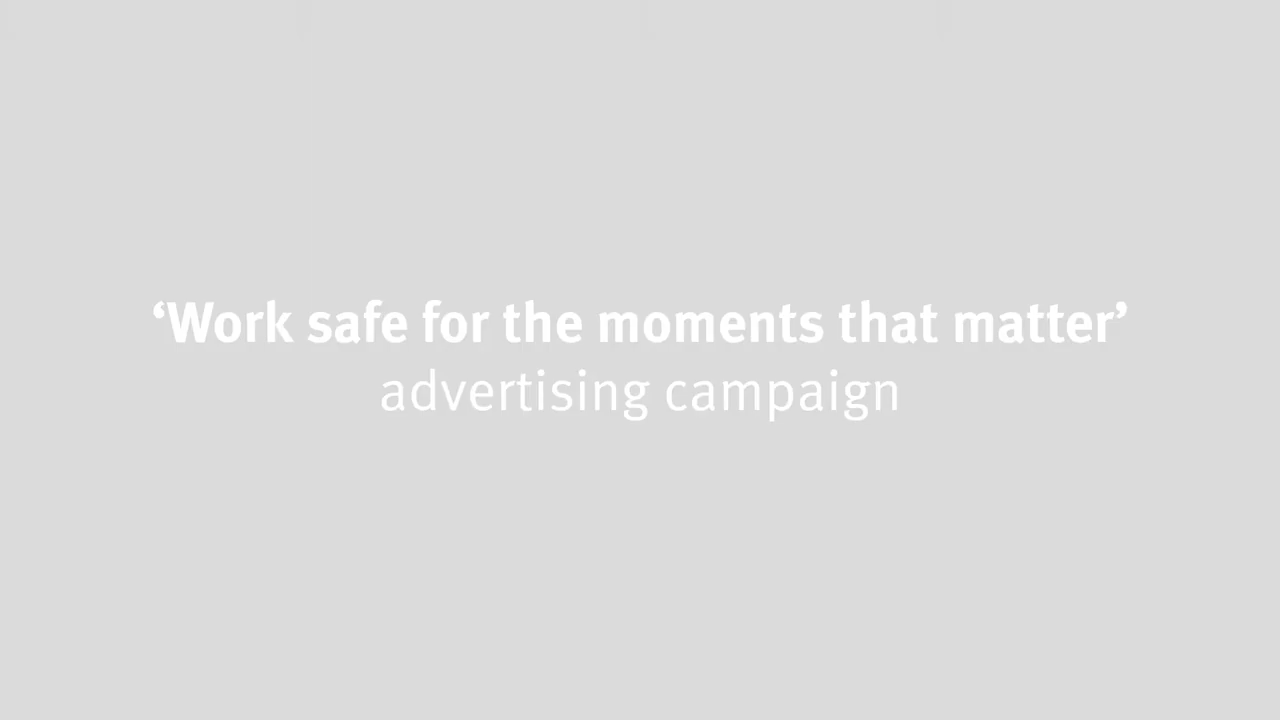 ‘Work safe for the moments that matter’
advertising campaign